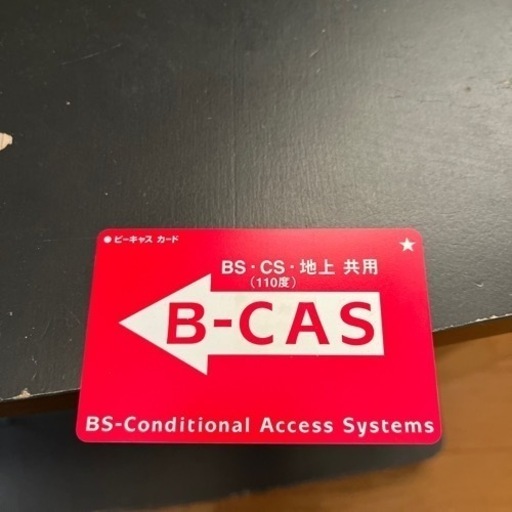 ●ビーキャス カード
★
BS・CS・地上 共用
(110度)
B-CAS
BS-Conditional Access Systems